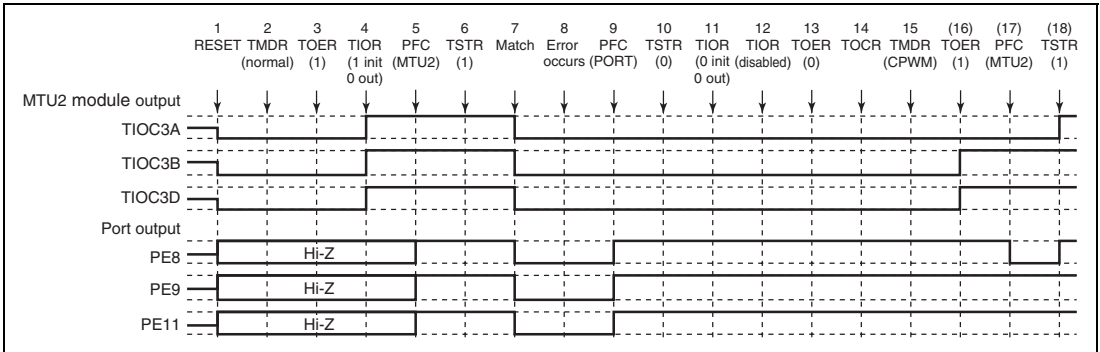 1 2 3 4 5 6 7 8 9 10 11 12 13 14 15 (16) (17) (18)
RESET TMDR TOER TIOR PFC TSTR Match Error PFC TSTR TIOR TIOR TOER TOCR TMDR TOER PFC TSTR
(normal) (1) (1 init (MTU2) (1) occurs (PORT) (0) (0 init (disabled) (0) (CPWM) (1) (MTU2) (1)
0 out) 0 out)
MTU2 module output
TIOC3A
TIOC3B
TIOC3D
Port output
PE8 Hi-Z
PE9 Hi-Z
PE11 Hi-Z